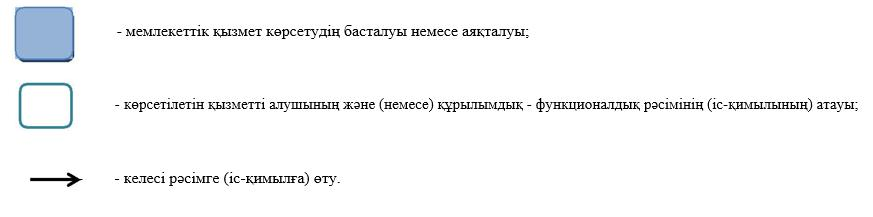 - мемлекеттік қызмет көрсетудің басталуы немесе аяқталуы;
- көрсетілетін қызметті алушының және (немесе) құрылымдық - функционалдық рәсімінің (іс-қимылының) атауы;
- келесі рәсімге (іс-қимылға) өту.